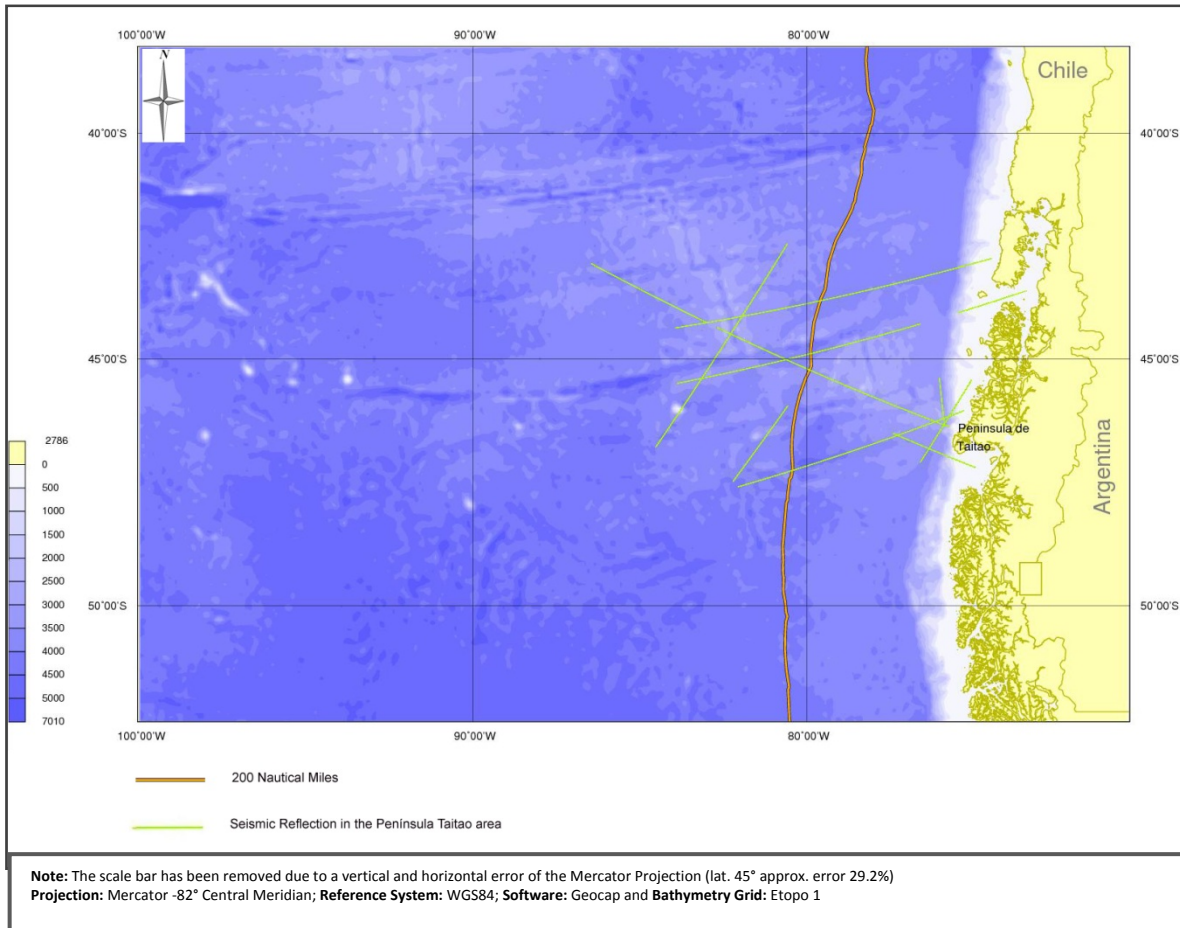 100°00'W 90°00'W 80°00'W
N
Chile
40°00'S 40°00'S
45°00'S 45°00'S
Peninsula de
Taitao
Argentina
2786
0
500
1000
1500
2000
2500
3000
3500
4000
4500
5000
7010
50°00'S 50°00'S
100°00'W 90°00'W 80°00'W
200 Nautical Miles
Seismic Reflection in the Península Taitao area
Note: The scale bar has been removed due to a vertical and horizontal error of the Mercator Projection (lat. 45° approx. error 29.2%)
Projection: Mercator -82° Central Meridian; Reference System: WGS84; Software: Geocap and Bathymetry Grid: Etopo 1